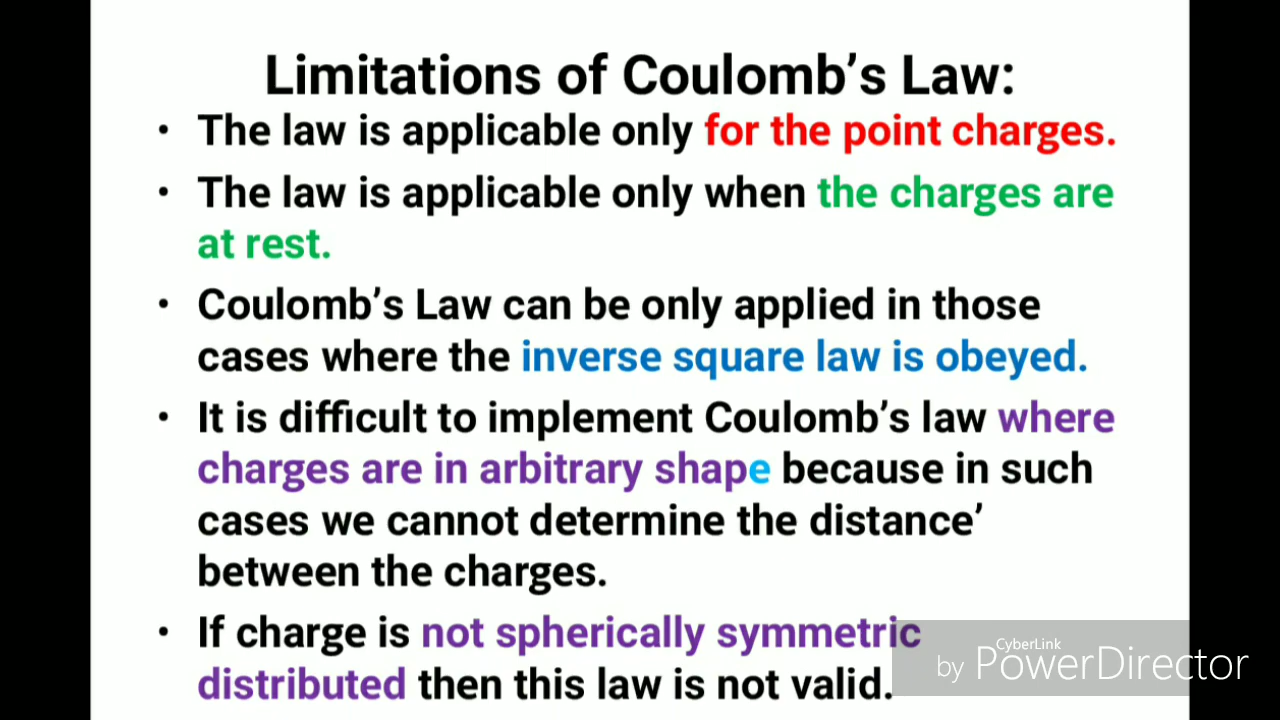 Limitations of Coulomb’s Law:
• The law is applicable only for the point charges.
• The law is applicable only when the charges are
at rest.
• Coulomb’s Law can be only applied in those
cases where the inverse square law is obeyed.
• It is difficult to implement Coulomb’s law where
charges are in arbitrary shape because in such
cases we cannot determine the distance’
between the charges.
• If charge is not spherically symmetric
distributed then this law is not valid.
CyberLink
by PowerDirector